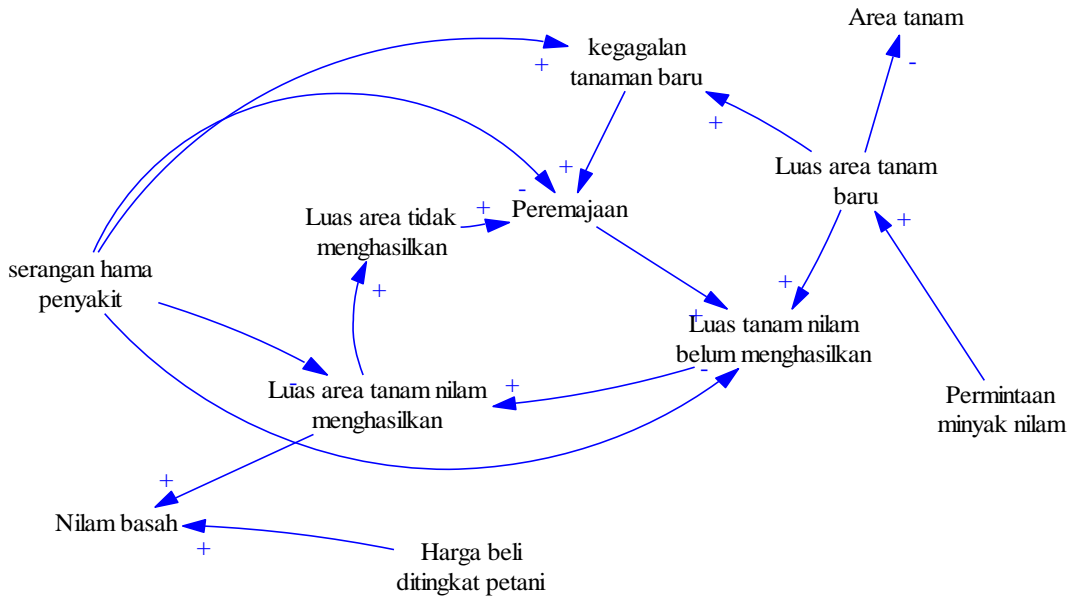 Area tanam
-
kegagalan
tanaman baru
+
+
Luas area tanam
baru
+
+
-
Peremajaan
Luas area tidak
menghasilkan
+
+
serangan hama
penyakit
+
+
Luas tanam nilam
belum menghasilkan
+
-
-
Luas area tanam nilam
menghasilkan
+
Permintaan
minyak nilam
+
Nilam basah
+
Harga beli
ditingkat petani